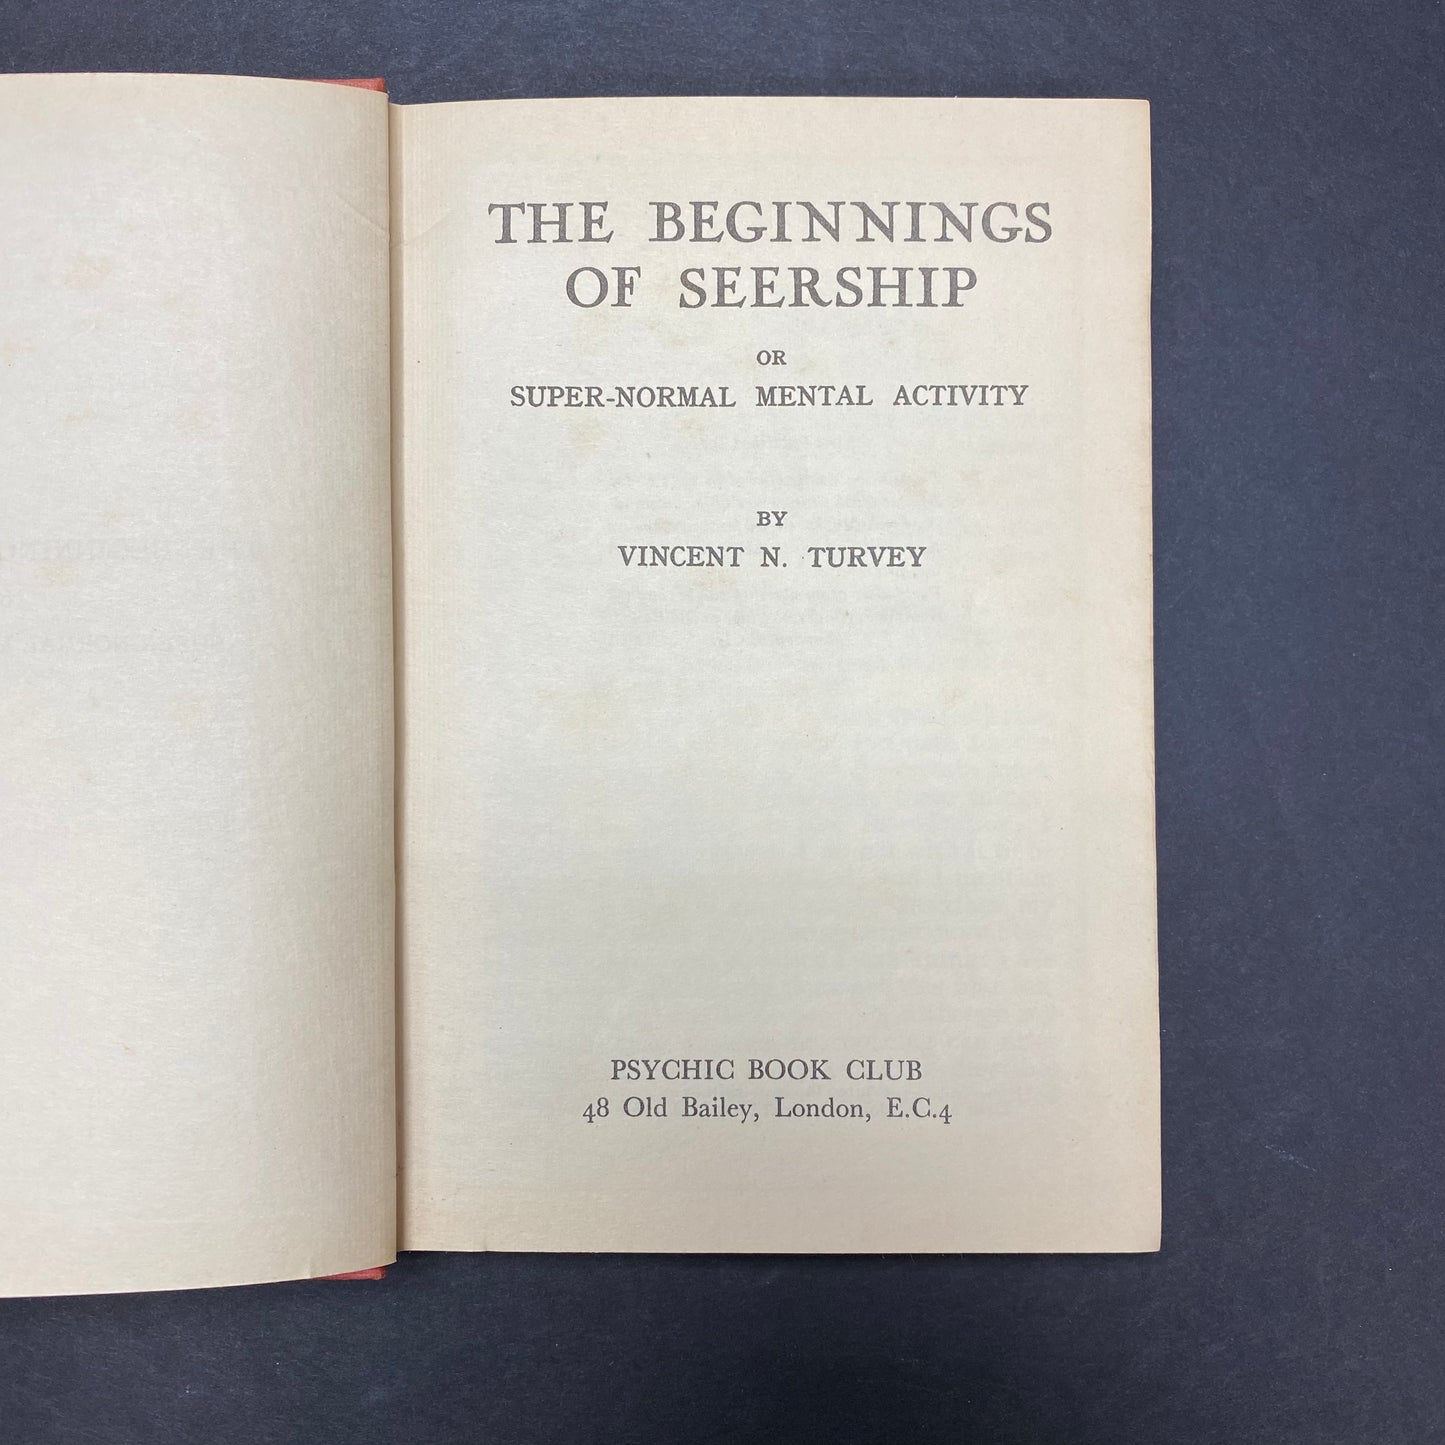 THE BEGINNINGS
OF SEERSHIP
OR
SUPER-NORMAL MENTAL ACTIVITY
BY
VINCENT N. TURVEY
PSYCHIC BOOK CLUB
48 Old Bailey, London, E.C.4